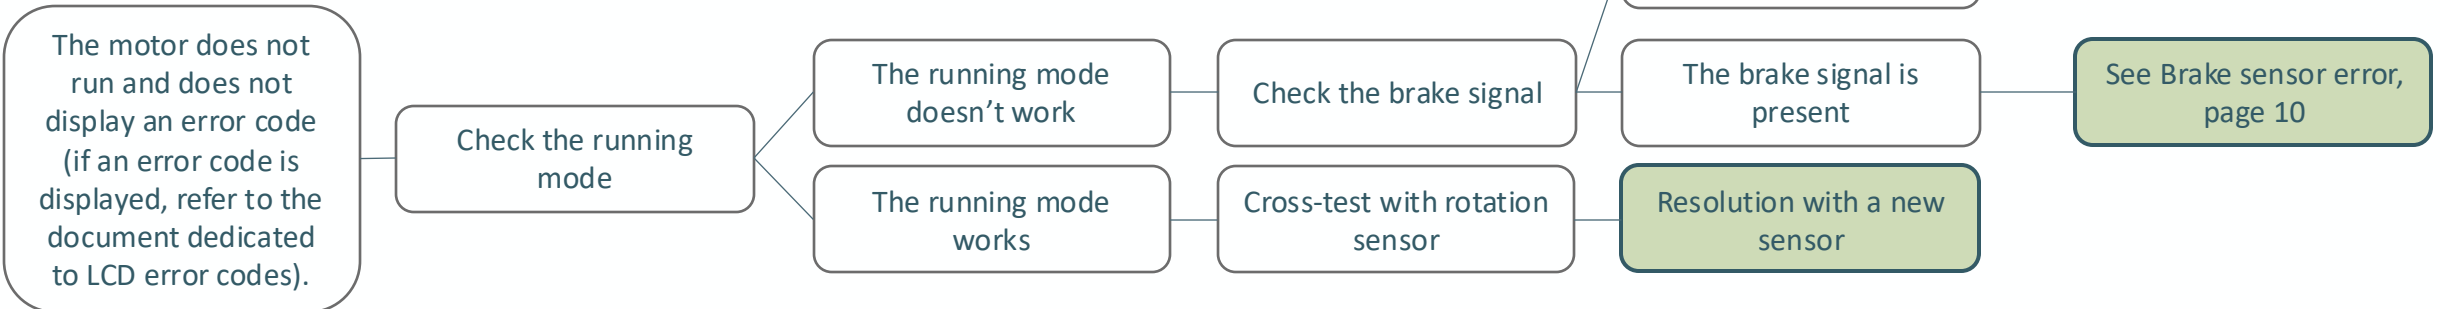 The motor does not
run and does not
display an error code
(if an error code is
displayed, refer to the
document dedicated
to LCD error codes).
Check the running
mode
The running mode
doesn’t work
Check the brake signal
The brake signal is
present
See Brake sensor error,
page 10
The running mode
works
Cross-test with rotation
sensor
Resolution with a new
sensor